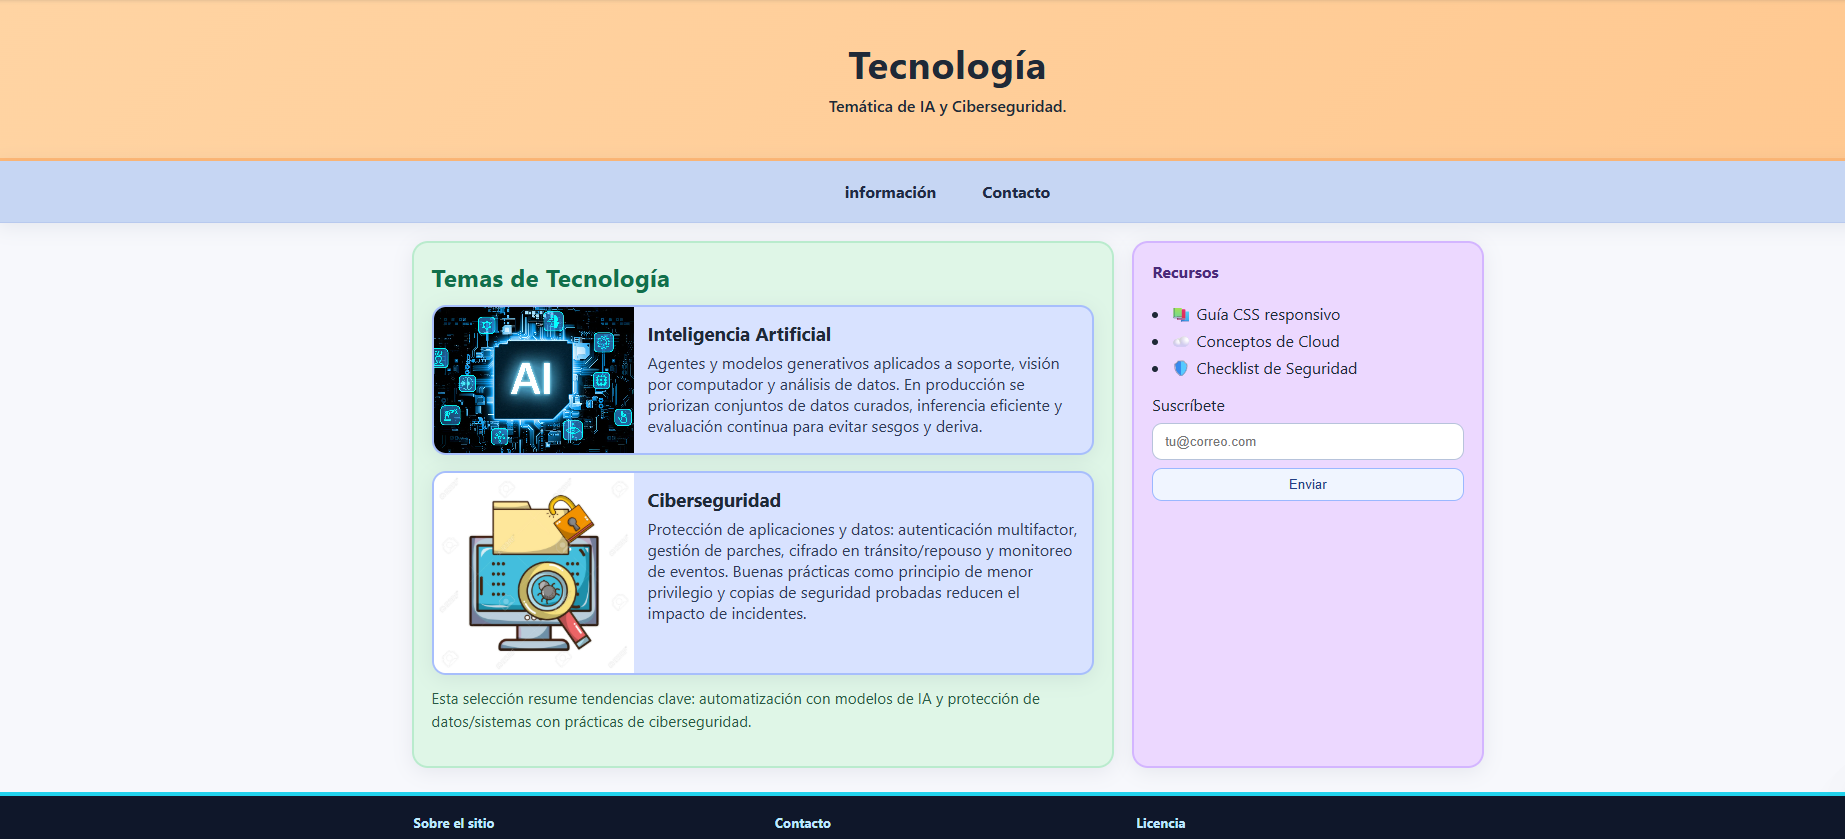 Tecnología
Temática de IA y Ciberseguridad.
información
Contacto
Temas de Tecnología
AI
Inteligencia Artificial
Agentes y modelos generativos aplicados a soporte, visión
por computador y análisis de datos. En producción se
priorizan conjuntos de datos curados, inferencia eficiente y
evaluación continua para evitar sesgos y deriva.
Ciberseguridad
Protección de aplicaciones y datos: autenticación multifactor,
gestión de parches, cifrado en tránsito/repouso y monitoreo
de eventos. Buenas prácticas como principio de menor
privilegio y copias de seguridad probadas reducen el
impacto de incidentes.
Esta selección resume tendencias clave: automatización con modelos de IA y protección de
datos/sistemas con prácticas de ciberseguridad.
Recursos
Guía CSS responsivo
Conceptos de Cloud
Checklist de Seguridad
Suscríbete
tu@correo.com
Enviar
Sobre el sitio
Contacto
Licencia